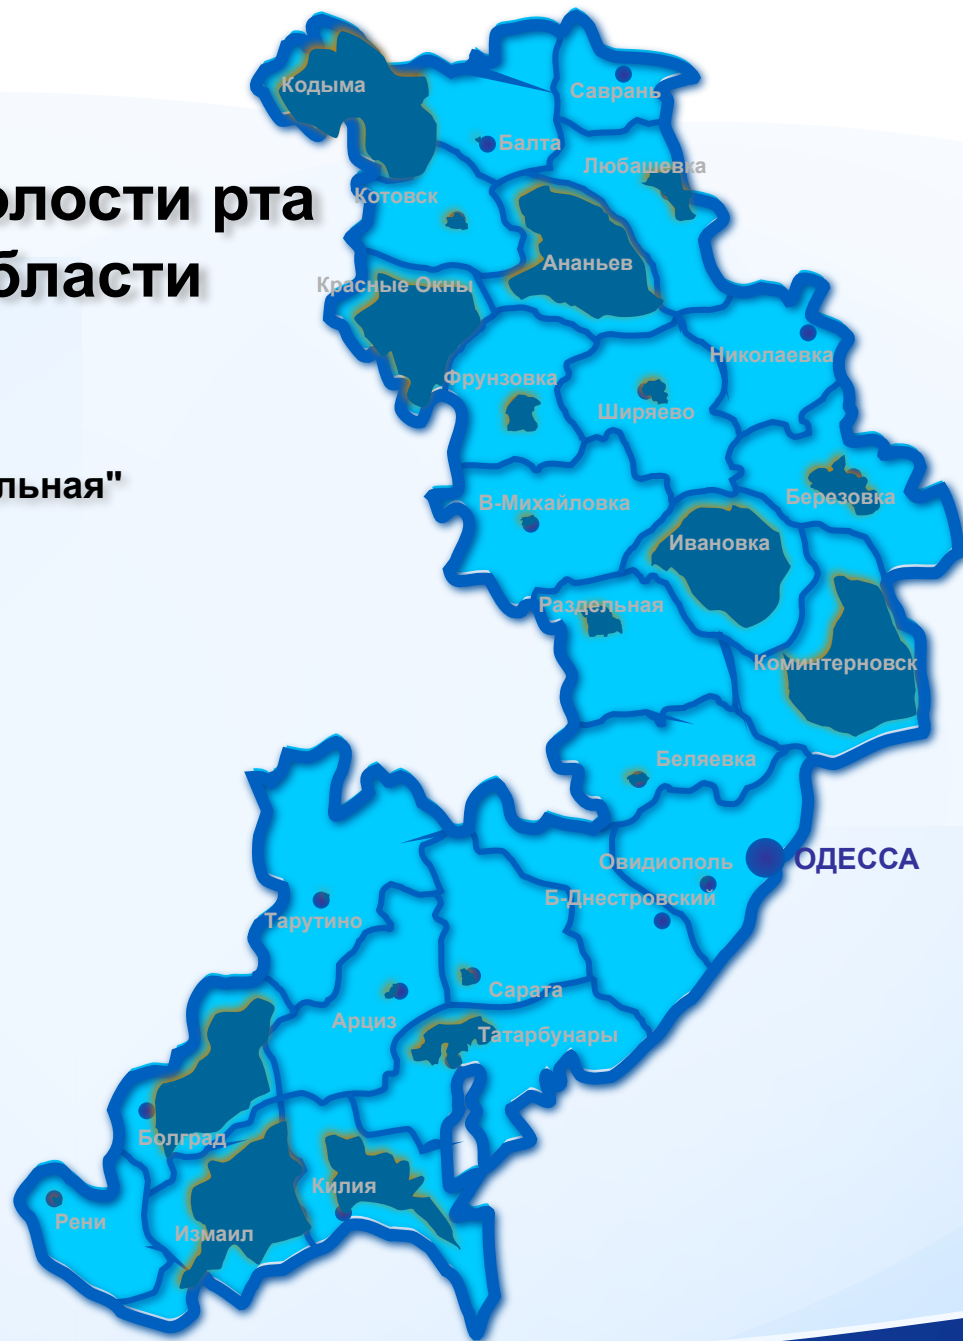 Кодыма
Саврань
Балта
Любашевка
олости рта
Котовск
бласти
Ананьев
Красные Окны
Николаевка
Фрунзовка
Ширяево
льная"
В-Михайловка
Березовка
Ивановка
Раздельная
Коминтерновск
Беляевка
Овидиополь
ОДЕССА
Б-Днестровский
Тарутино
Сарата
Арциз
Татарбунары
Болград
Килия
Рени
Измаил